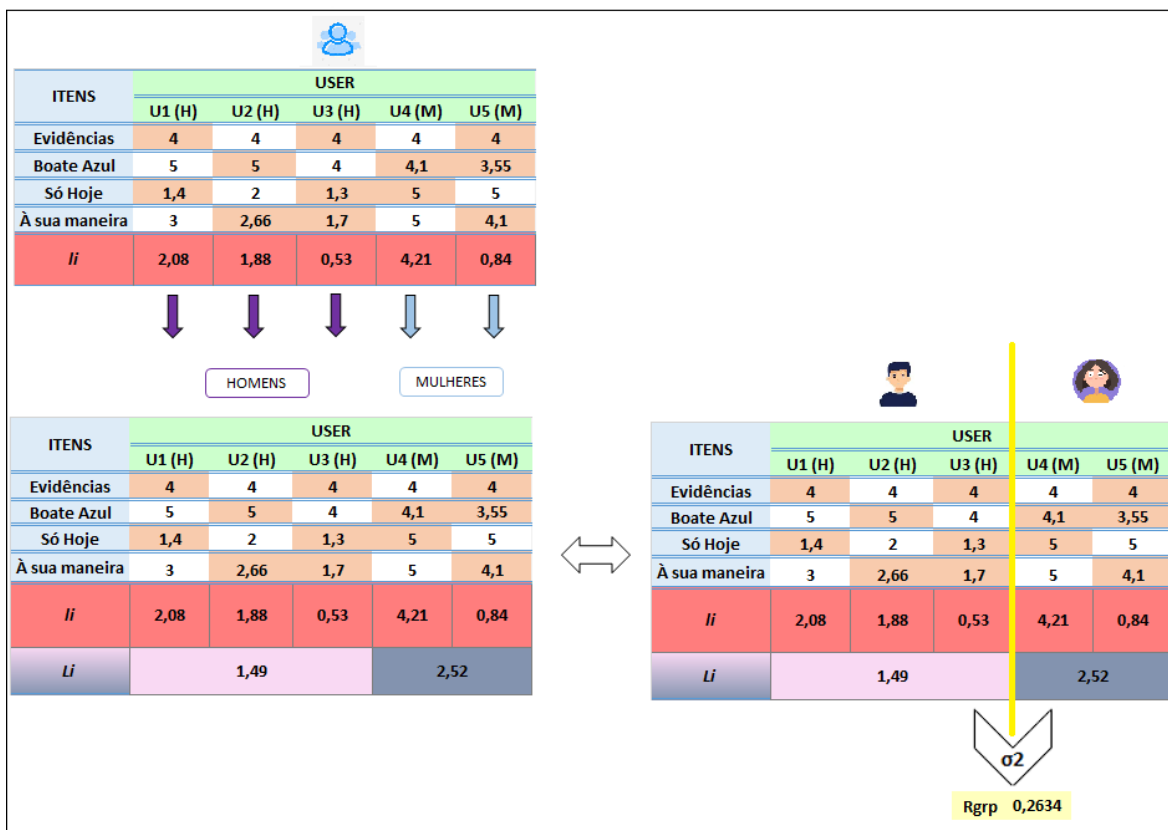 ITENS USER
U1 (H) U2 (H) U3 (H) U4 (M) U5 (M)
Evidências 4 4 4 4 4
Boate Azul 5 5 4 4,1 3,55
Só Hoje 1,4 2 1,3 5 5
À sua maneira 3 2,66 1,7 5 4,1
li 2,08 1,88 0,53 4,21 0,84
HOMENS MULHERES
ITENS USER
U1 (H) U2 (H) U3 (H) U4 (M) U5 (M)
Evidências 4 4 4 4 4
Boate Azul 5 5 4 4,1 3,55
Só Hoje 1,4 2 1,3 5 5
À sua maneira 3 2,66 1,7 5 4,1
li 2,08 1,88 0,53 4,21 0,84
Li 1,49 2,52
ITENS USER
U1 (H) U2 (H) U3 (H) U4 (M) U5 (M)
Evidências 4 4 4 4 4
Boate Azul 5 5 4 4,1 3,55
Só Hoje 1,4 2 1,3 5 5
À sua maneira 3 2,66 1,7 5 4,1
li 2,08 1,88 0,53 4,21 0,84
Li 1,49 2,52
σ2
Rgrp 0,2634